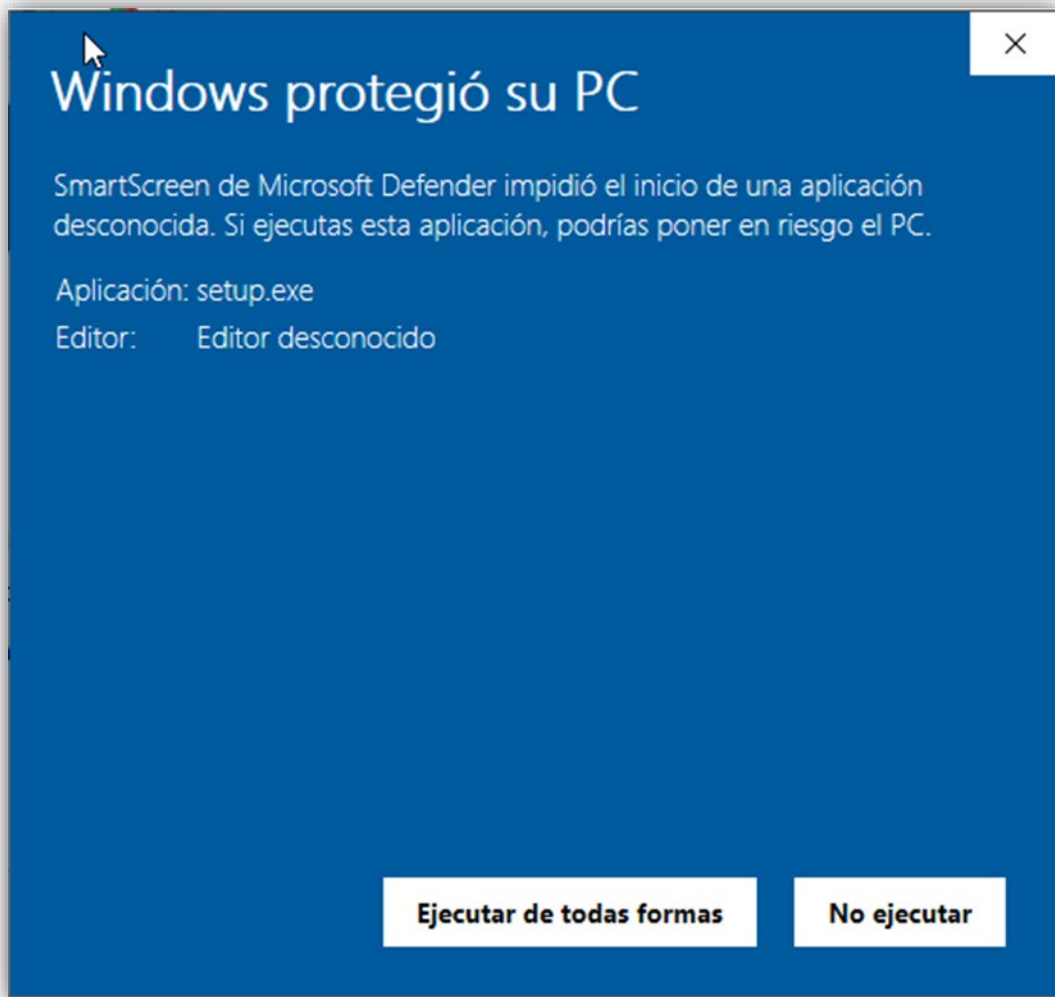 Windows protegió su PC
SmartScreen de Microsoft Defender impidió el inicio de una aplicación
desconocida. Si ejecutas esta aplicación, podrías poner en riesgo el PC.
Aplicación: setup.exe
Editor: Editor desconocido
Ejecutar de todas formas
No ejecutar